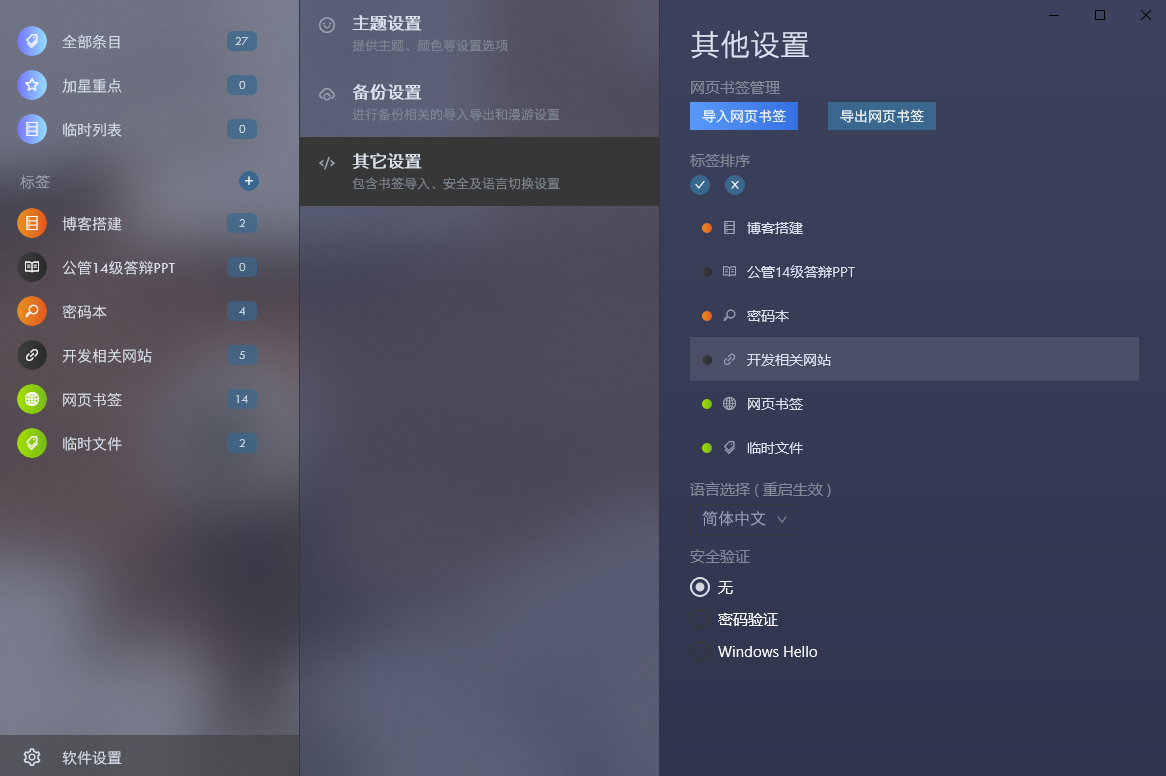 全部条目 27
加星重点 0
临时列表 0
标签
博客搭建 2
公管14级答辩PPT 0
密码本 4
开发相关网站 5
网页书签 14
临时文件 2
软件设置
主题设置
提供主题、颜色等设置选项
备份设置
进行备份相关的导入导出和漫游设置
其它设置
包含书签导入、安全及语言切换设置
其他设置
网页书签管理
导入网页书签 导出网页书签
标签排序
博客搭建
公管14级答辩PPT
密码本
开发相关网站
网页书签
临时文件
语言选择 ( 重启生效 )
简体中文
安全验证
无
密码验证
Windows Hello